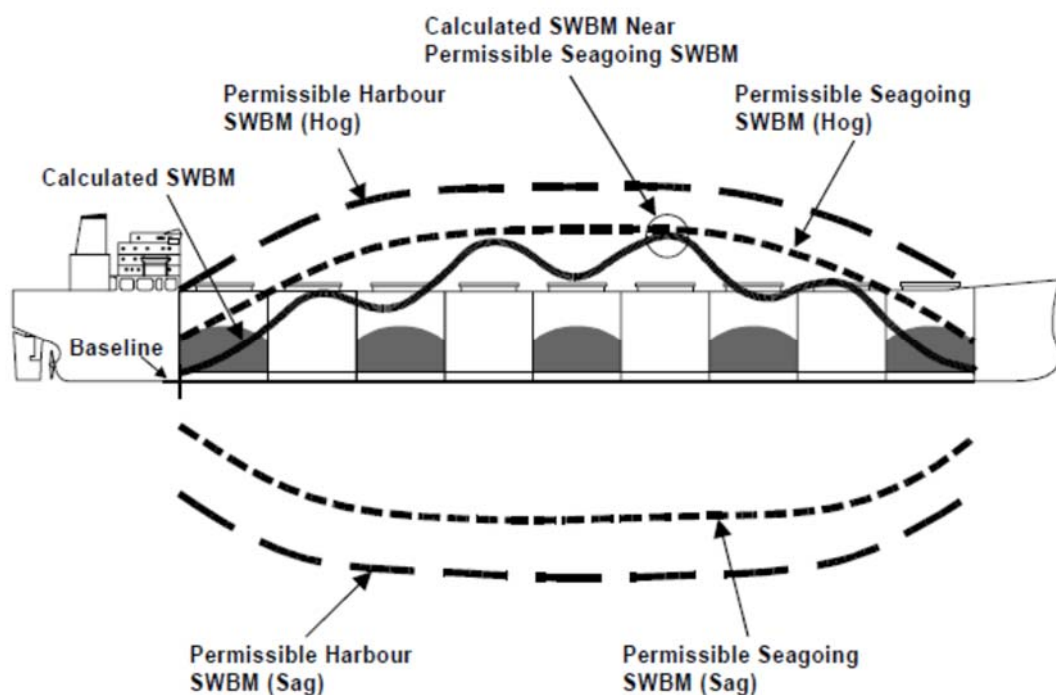 Calculated SWBM Near
Permissible Seagoing SWBM
Permissible Harbour
SWBM (Hog)
Permissible Seagoing
SWBM (Hog)
Calculated SWBM
Baseline
Permissible Harbour
SWBM (Sag)
Permissible Seagoing
SWBM (Sag)